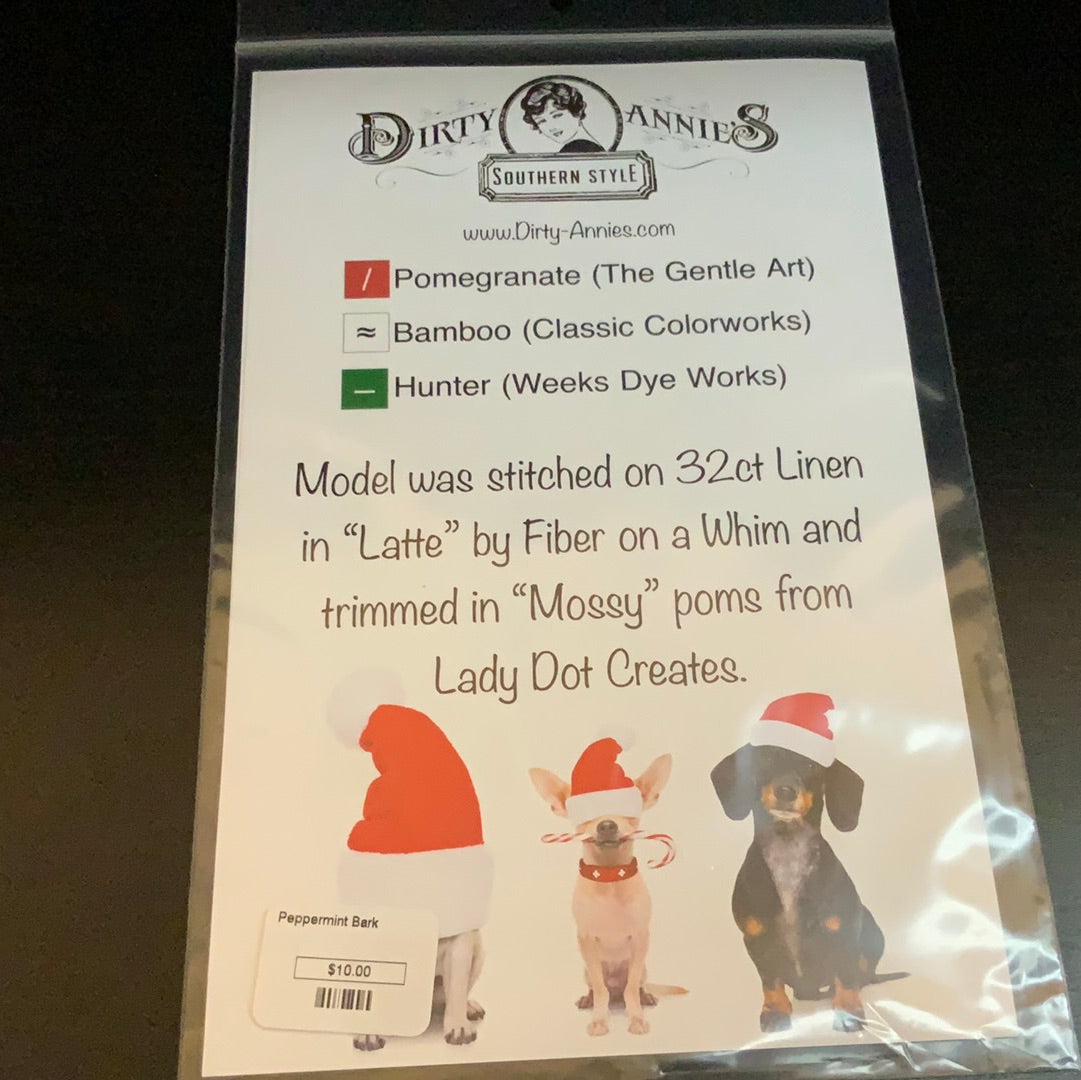 DIRTY ANNIE'S
SOUTHERN STYLE
www.Dirty-Annies.com
/ Pomegranate (The Gentle Art)
≈ Bamboo (Classic Colorworks)
— Hunter (Weeks Dye Works)
Model was stitched on 32ct Linen
in “Latte” by Fiber on a Whim and
trimmed in “Mossy” poms from
Lady Dot Creates.
Peppermint Bark
$10.00